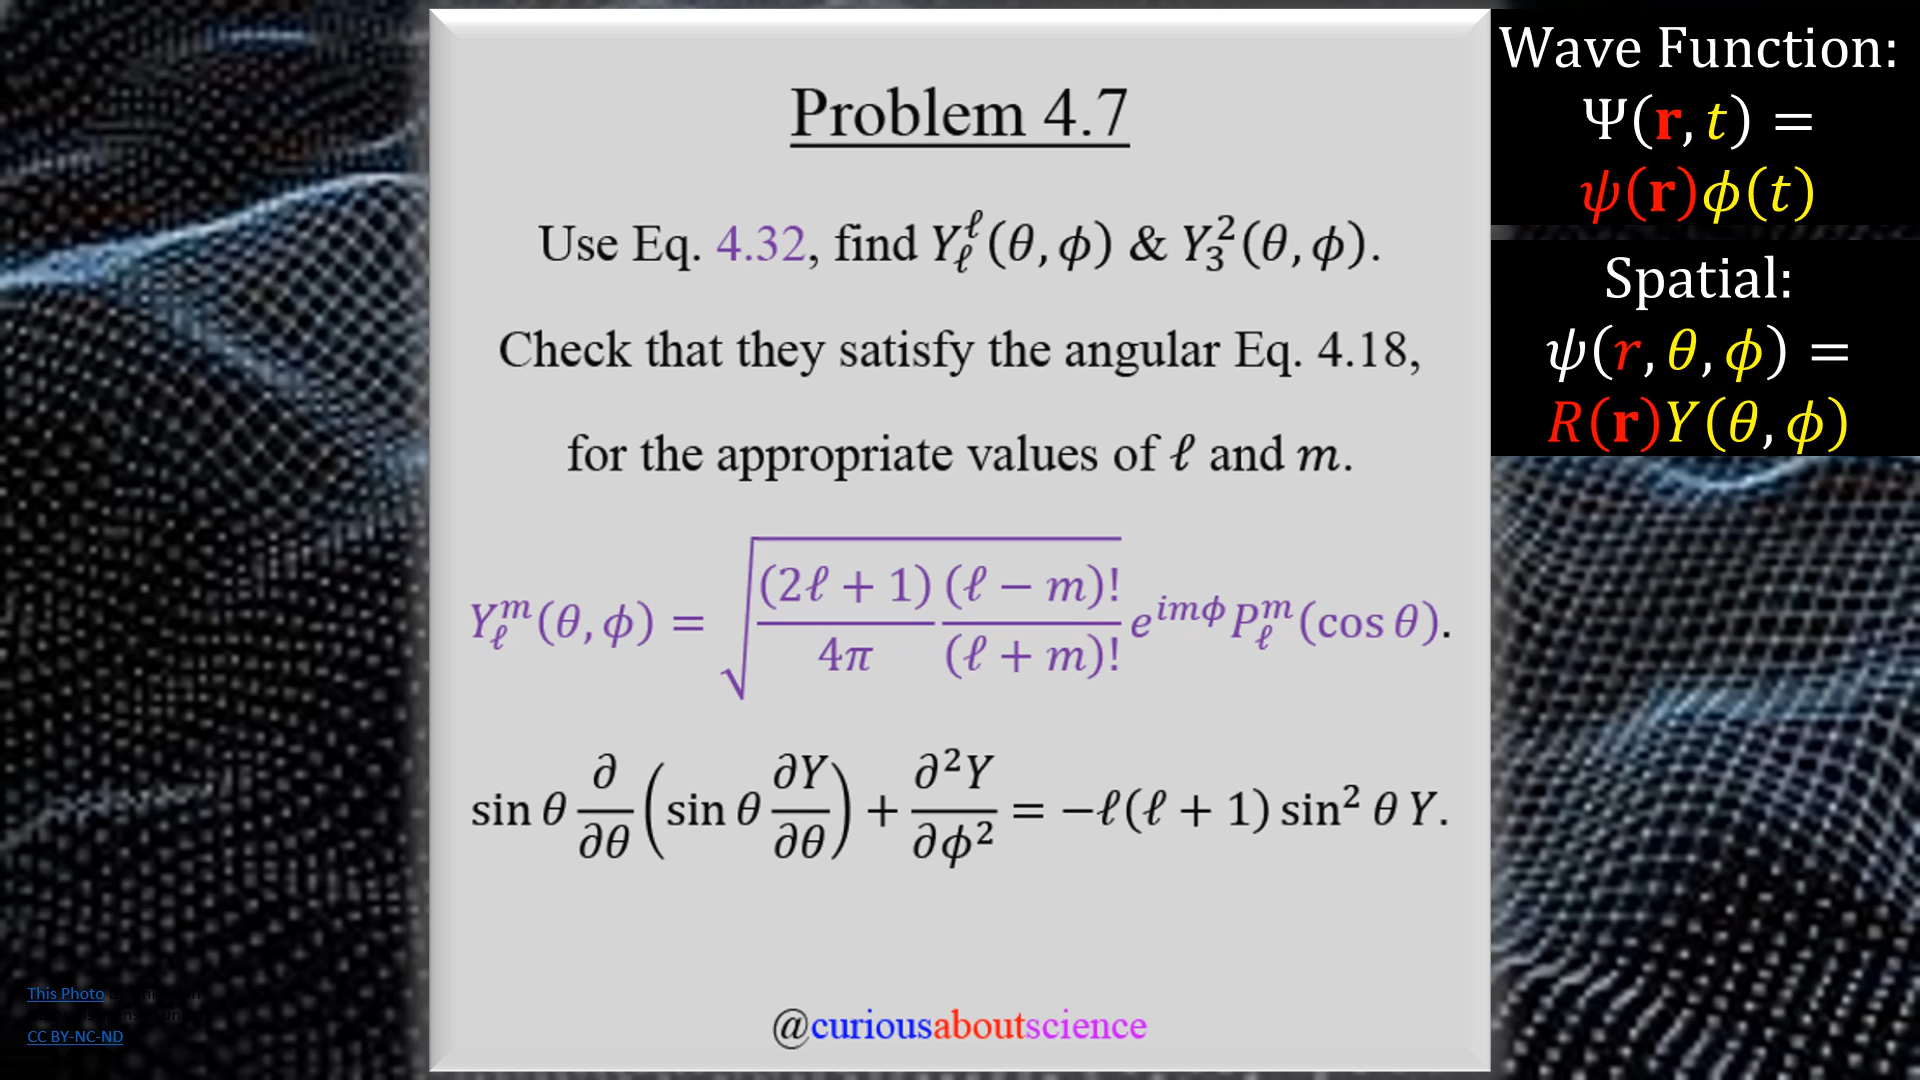 Problem 4.7
Use Eq. 4.32, find Y_ℓ^ℓ(θ, ϕ) & Y_3^2(θ, ϕ).
Check that they satisfy the angular Eq. 4.18,
for the appropriate values of ℓ and m.
Y_ℓ^m(θ, ϕ) = √((2ℓ + 1)/(4π) (ℓ − m)!/(ℓ + m)!) e^{imϕ} P_ℓ^m(cos θ).
sin θ ∂/∂θ (sin θ ∂Y/∂θ) + ∂²Y/∂ϕ² = −ℓ(ℓ + 1) sin² θ Y.
@curiousaboutscience
Wave Function:
Ψ(r, t) =
ψ(r)ϕ(t)
Spatial:
ψ(r, θ, ϕ) =
R(r)Y(θ, ϕ)
This Photo
CC BY-NC-ND